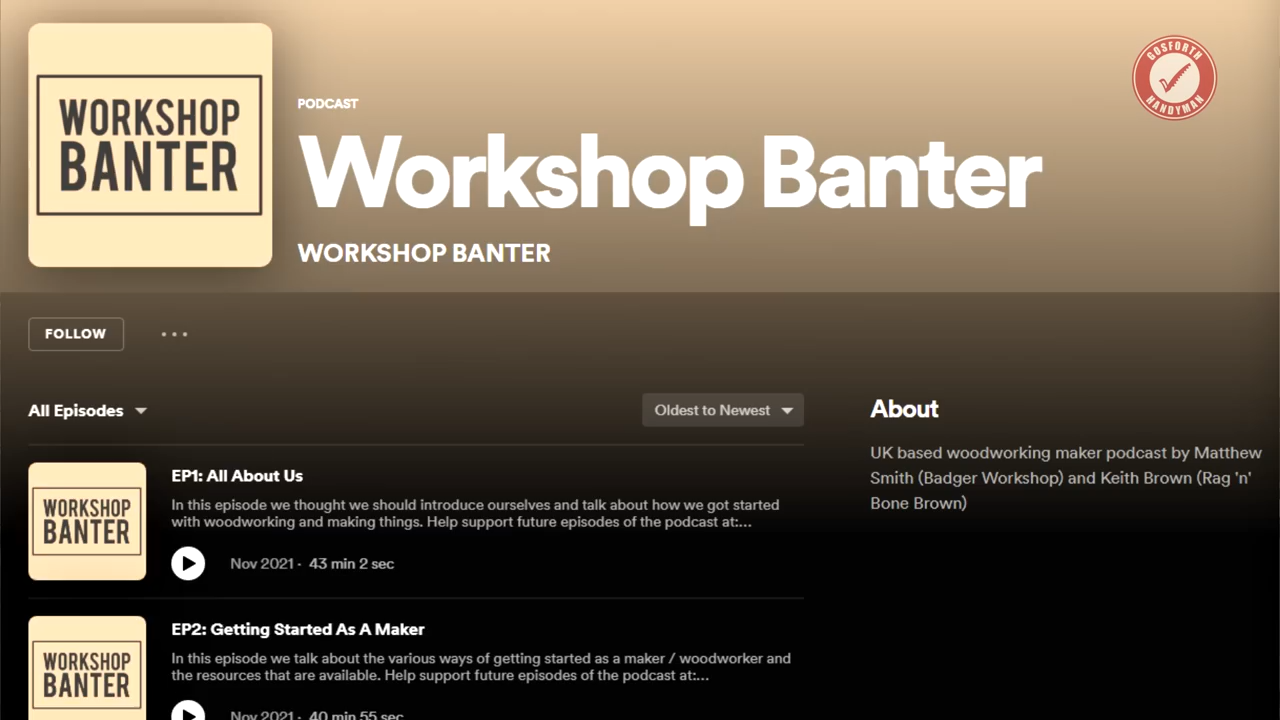 WORKSHOP
BANTER
PODCAST
Workshop Banter
WORKSHOP BANTER
GOSFORTH
HANDYMAN
FOLLOW
All Episodes
Oldest to Newest
EP1: All About Us
In this episode we thought we should introduce ourselves and talk about how we got started
with woodworking and making things. Help support future episodes of the podcast at:...
Nov 2021 · 43 min 2 sec
WORKSHOP
BANTER
EP2: Getting Started As A Maker
In this episode we talk about the various ways of getting started as a maker / woodworker and
the resources that are available. Help support future episodes of the podcast at:...
Nov 2021 · 40 min 55 sec
WORKSHOP
BANTER
About
UK based woodworking maker podcast by Matthew
Smith (Badger Workshop) and Keith Brown (Rag 'n'
Bone Brown)